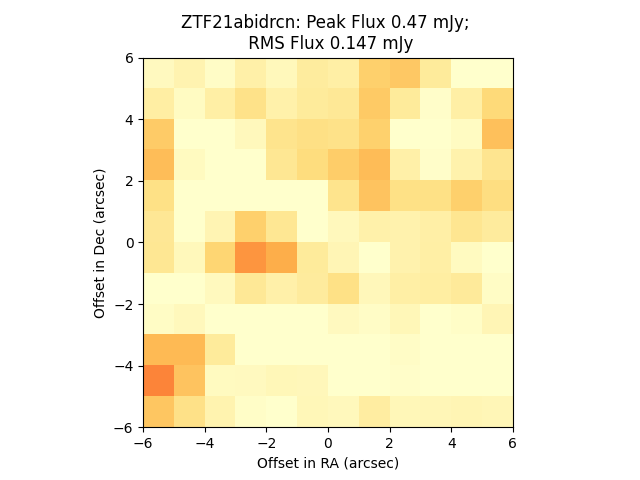 ZTF21abidrcn: Peak Flux 0.47 mJy;
RMS Flux 0.147 mJy
6
4
2
0
−2
−4
−6
Offset in Dec (arcsec)
−6 −4 −2 0 2 4 6
Offset in RA (arcsec)